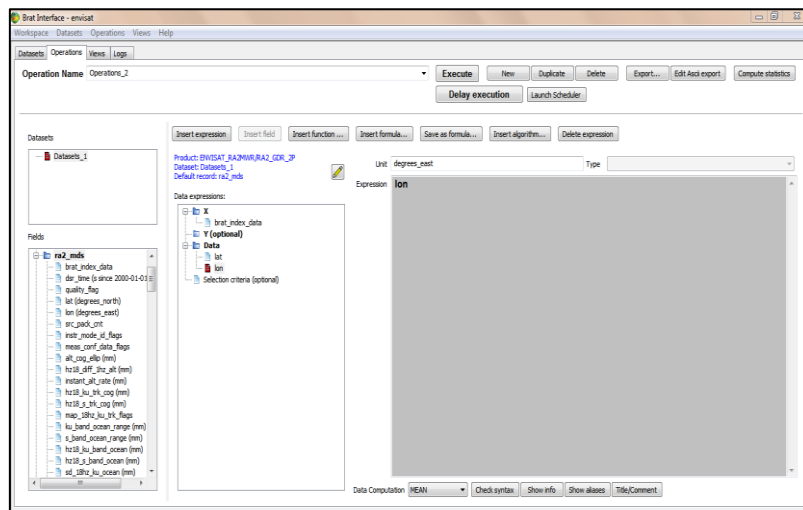 Brat Interface - envisat
Workspace Datasets Operations Views Help
Datasets Operations Views Logs
Operation Name Operations_2 Execute New Duplicate Delete Export... Edit Ascii export Compute statistics
Delay execution Launch Scheduler
Datasets
Datasets_1
Fields
ra2_mds
brat_index_data
dsr_time (s since 2000-01-01
quality_flag
lat (degrees_north)
lon (degrees_east)
src_pack_cnt
instr_mode_id_flags
meas_conf_data_flags
alt_cog_ellip (mm)
hz18_diff_1hz_alt (mm)
instant_alt_rate (mm)
hz18_ku_trk_cog (mm)
hz18_s_trk_cog (mm)
map_18hz_ku_trk_flags
ku_band_ocean_range (mm)
s_band_ocean_range (mm)
hz18_ku_band_ocean (mm)
hz18_s_band_ocean (mm)
sd_18hz_ku_ocean (mm)
Insert expression Insert field Insert function ... Insert formula... Save as formula... Insert algorithm... Delete expression
Product: ENVISAT_RA2MWR/RA2_GDR_2P
Dataset: Datasets_1
Default record: ra2_mds
Data expressions:
X
brat_index_data
Y (optional)
Data
lat
lon
Selection criteria (optional)
Unit degrees_east Type
Expression lon
Data Computation MEAN Check syntax Show info Show aliases Title/Comment